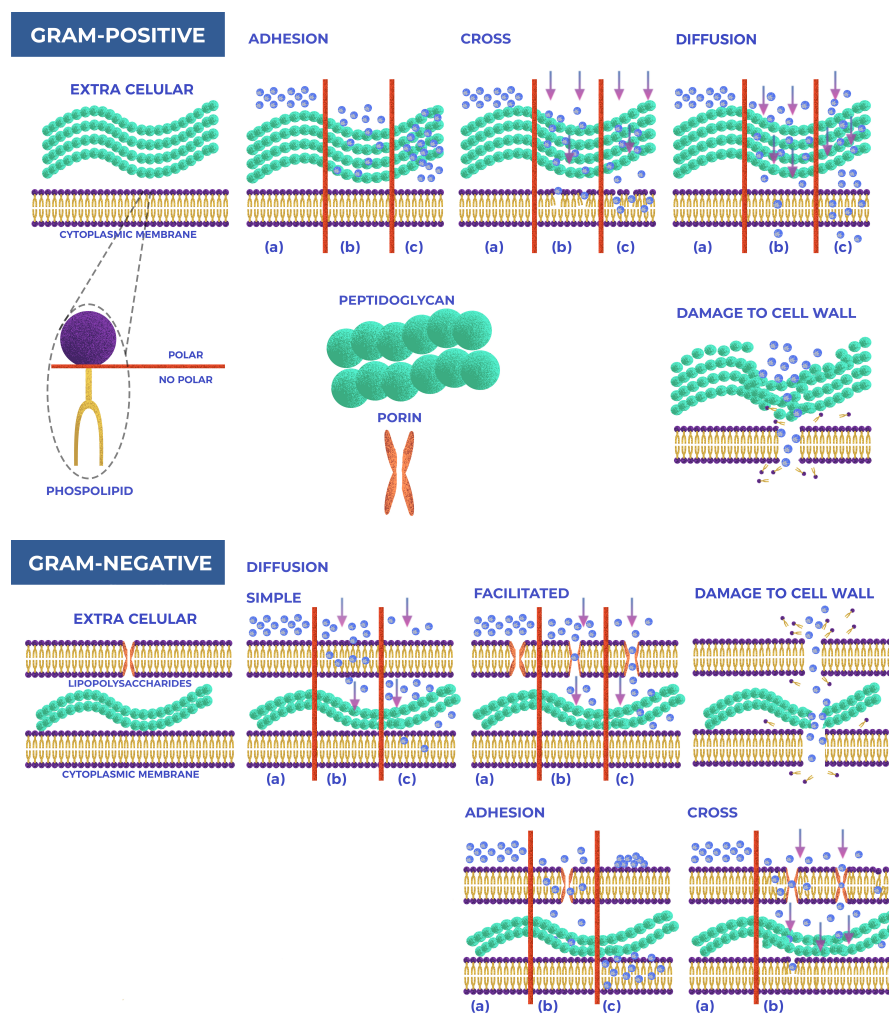 GRAM-POSITIVE
ADHESION
CROSS
DIFFUSION
EXTRA CELULAR
CYTOPLASMIC MEMBRANE
(a)
(b)
(c)
(a)
(b)
(c)
(a)
(b)
(c)
PEPTIDOGLYCAN
DAMAGE TO CELL WALL
POLAR
NO POLAR
PORIN
PHOSPOLIPID
GRAM-NEGATIVE
DIFFUSION
SIMPLE
FACILITATED
DAMAGE TO CELL WALL
EXTRA CELULAR
LIPOPOLYSACCHARIDES
CYTOPLASMIC MEMBRANE
(a)
(b)
(c)
(a)
(b)
(c)
ADHESION
CROSS
(a)
(b)
(c)
(a)
(b)